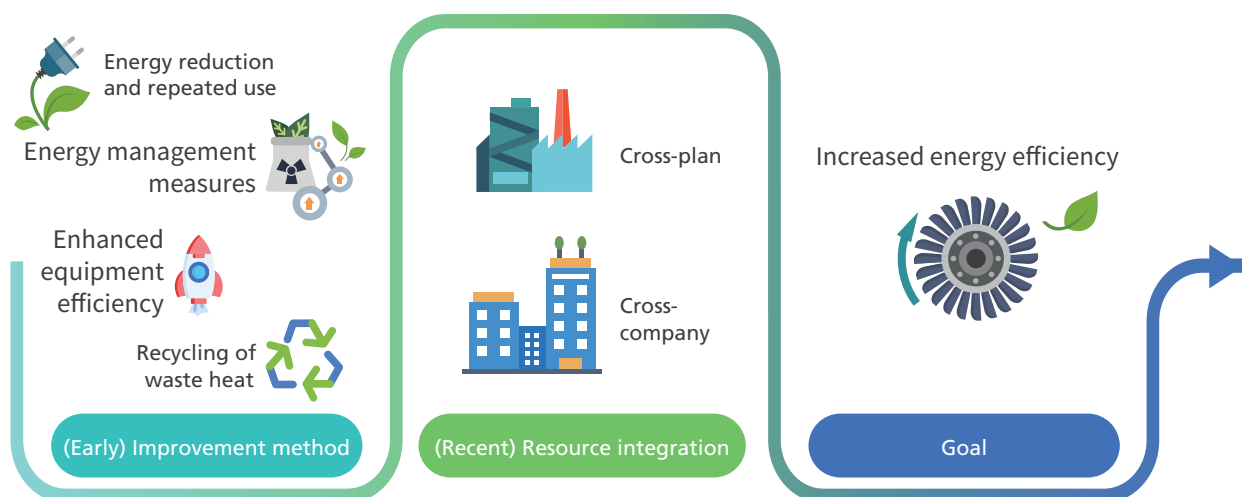 Energy reduction
and repeated use
Energy management
measures
Enhanced
equipment
efficiency
Recycling of
waste heat
(Early) Improvement method
Cross-plan
Cross-
company
(Recent) Resource integration
Increased energy efficiency
Goal